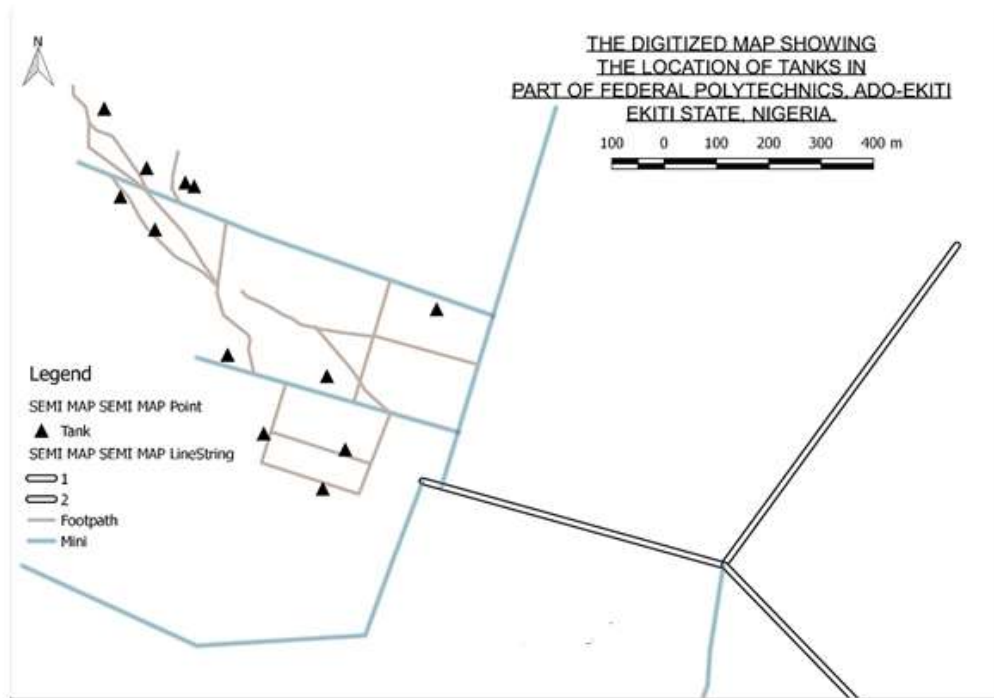 N
THE DIGITIZED MAP SHOWING
THE LOCATION OF TANKS IN
PART OF FEDERAL POLYTECHNICS, ADO-EKITI
EKITI STATE, NIGERIA.
100 0 100 200 300 400 m
Legend
SEMI MAP SEMI MAP Point
Tank
SEMI MAP SEMI MAP LineString
1
2
Footpath
Mini